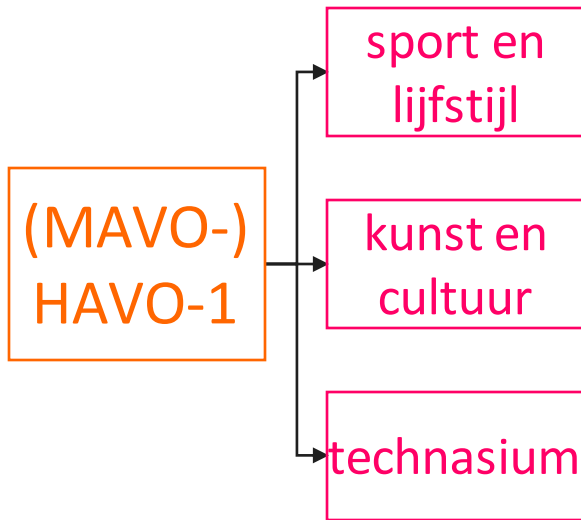 (MAVO-)
HAVO-1
sport en
lijfstijl
kunst en
cultuur
technasium